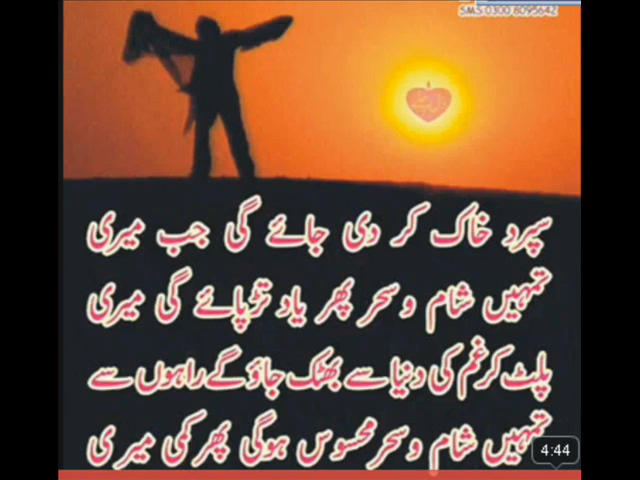 SMS:0300 8095642
سپرد خاک کر دی جائے گی جب میری
تمہیں شام و سحر پھر یاد تڑپائے گی میری
پلٹ کر غم کی دنیا سے بھٹک جاؤ گے راہوں سے
تمہیں شام و سحر محسوس ہوگی پھر کمی میری
4:44